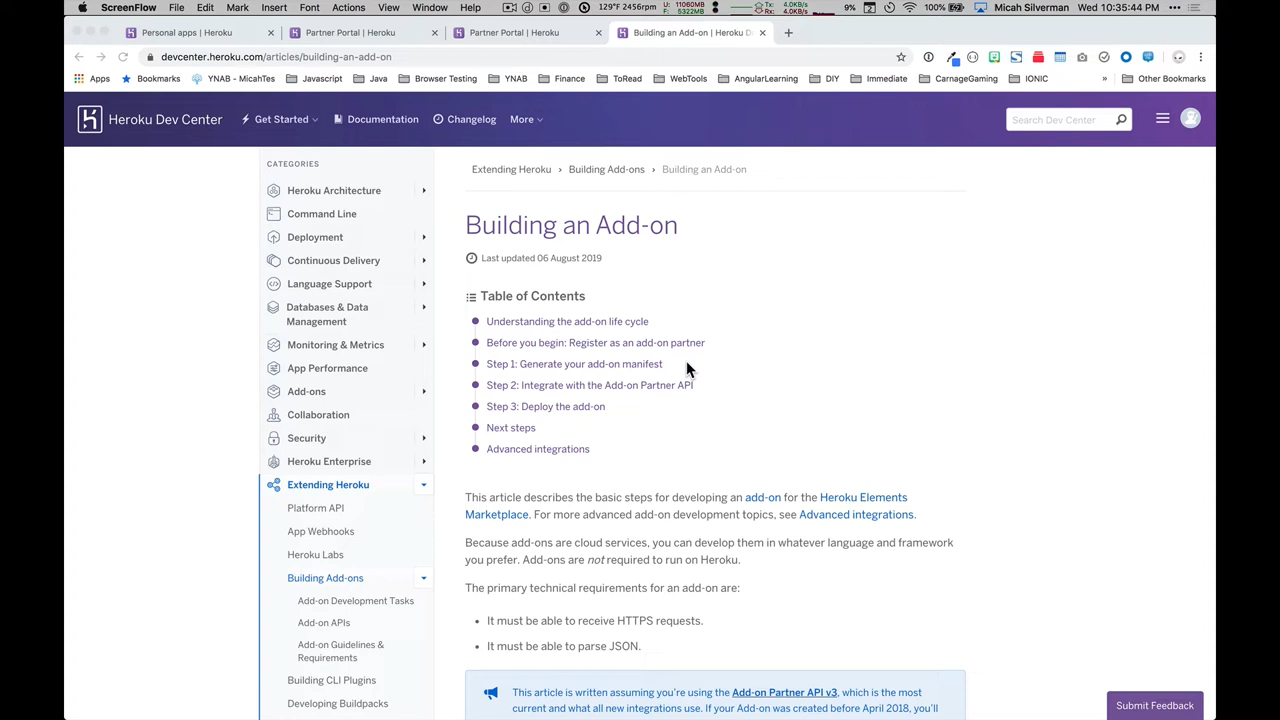 ScreenFlow File Edit Mark Insert Font Actions View Window Help 129°F 2456rpm U: 11060MB F: 5322MB Tx: 4.0KB/s Rx: 4.0KB/s 9% 100% Micah Silverman Wed 10:35:44 PM
Personal apps | Heroku × Partner Portal | Heroku × Partner Portal | Heroku × Building an Add-on | Heroku D × +
devcenter.heroku.com/articles/building-an-add-on
Apps Bookmarks YNAB - MicahTes Javascript Java Browser Testing YNAB Finance ToRead WebTools AngularLearning DIY Immediate CarnageGaming IONIC » Other Bookmarks
Heroku Dev Center Get Started Documentation Changelog More Search Dev Center
CATEGORIES
Heroku Architecture
Command Line
Deployment
Continuous Delivery
Language Support
Databases & Data
Management
Monitoring & Metrics
App Performance
Add-ons
Collaboration
Security
Heroku Enterprise
Extending Heroku
Platform API
App Webhooks
Heroku Labs
Building Add-ons
Add-on Development Tasks
Add-on APIs
Add-on Guidelines &
Requirements
Building CLI Plugins
Developing Buildpacks
Extending Heroku › Building Add-ons › Building an Add-on
Building an Add-on
Last updated 06 August 2019
Table of Contents
Understanding the add-on life cycle
Before you begin: Register as an add-on partner
Step 1: Generate your add-on manifest
Step 2: Integrate with the Add-on Partner API
Step 3: Deploy the add-on
Next steps
Advanced integrations
This article describes the basic steps for developing an add-on for the Heroku Elements
Marketplace. For more advanced add-on development topics, see Advanced integrations.
Because add-ons are cloud services, you can develop them in whatever language and framework
you prefer. Add-ons are not required to run on Heroku.
The primary technical requirements for an add-on are:
• It must be able to receive HTTPS requests.
• It must be able to parse JSON.
This article is written assuming you're using the Add-on Partner API v3, which is the most
current and what all new integrations use. If your Add-on was created before April 2018, you'll
Submit Feedback